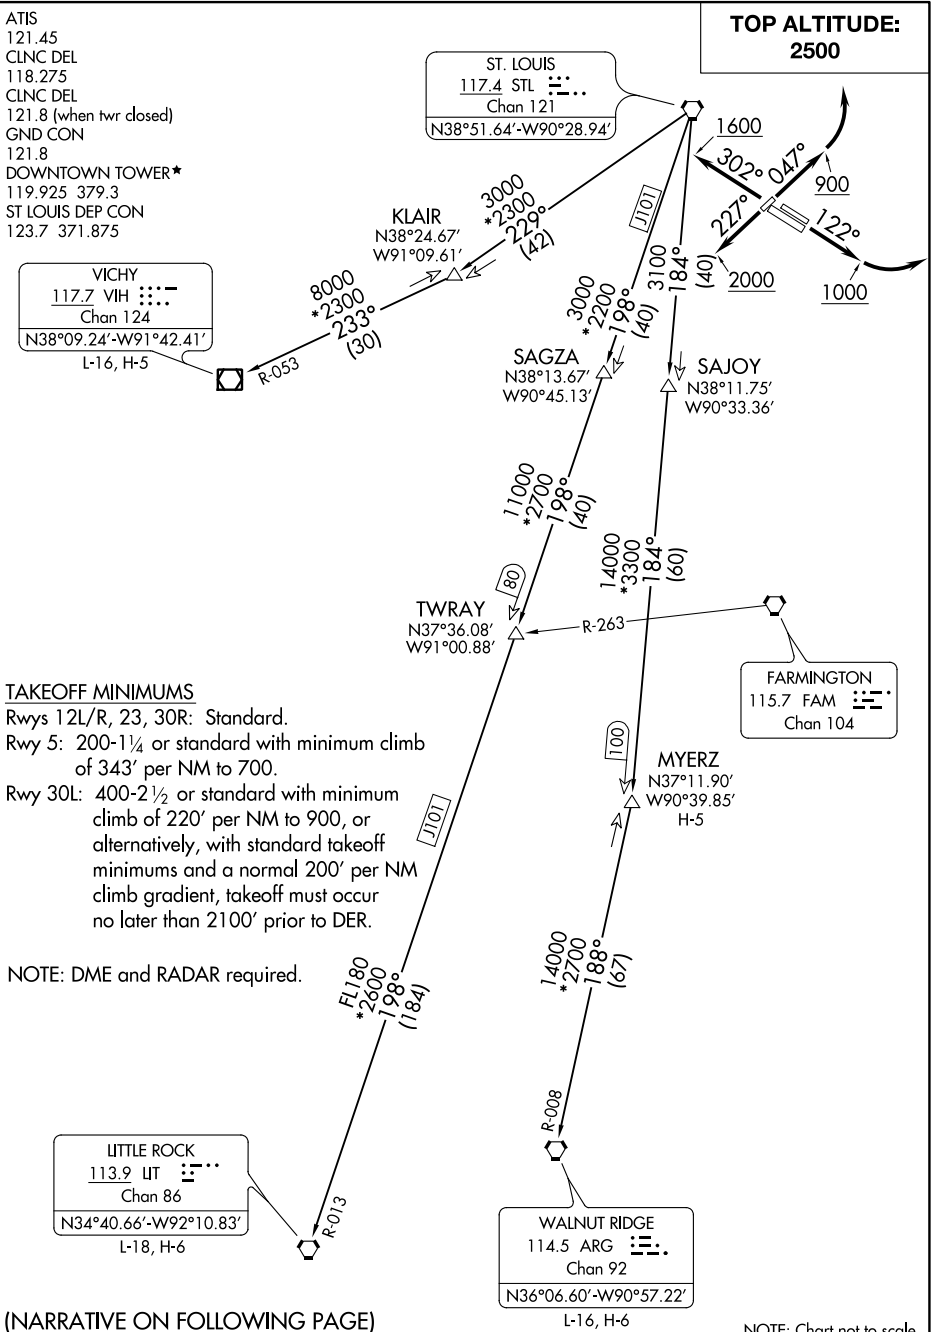 ATIS
121.45
CLNC DEL
118.275
CLNC DEL
121.8 (when twr closed)
GND CON
121.8
DOWNTOWN TOWER★
119.925 379.3
ST LOUIS DEP CON
123.7 371.875
TOP ALTITUDE:
2500
ST. LOUIS
117.4 STL
Chan 121
N38°51.64′-W90°28.94′
1600
302°
047°
900
227°
122°
2000
1000
3000
*2300
229°
(42)
J101
3100
184°
(40)
KLAIR
N38°24.67′
W91°09.61′
VICHY
117.7 VIH
Chan 124
N38°09.24′-W91°42.41′
L-16, H-5
8000
*2300
233°
(30)
R-053
3000
*2200
198°
(40)
SAGZA
N38°13.67′
W90°45.13′
SAJOY
N38°11.75′
W90°33.36′
11000
*2700
198°
(40)
14000
*3300
184°
(60)
80
TWRAY
N37°36.08′
W91°00.88′
R-263
FARMINGTON
115.7 FAM
Chan 104
TAKEOFF MINIMUMS
Rwys 12L/R, 23, 30R: Standard.
Rwy 5: 200-1¼ or standard with minimum climb
of 343′ per NM to 700.
Rwy 30L: 400-2½ or standard with minimum
climb of 220′ per NM to 900, or
alternatively, with standard takeoff
minimums and a normal 200′ per NM
climb gradient, takeoff must occur
no later than 2100′ prior to DER.
100
MYERZ
N37°11.90′
W90°39.85′
H-5
J101
NOTE: DME and RADAR required.
FL180
*2600
198°
(184)
14000
*2700
188°
(67)
R-008
LITTLE ROCK
113.9 LIT
Chan 86
N34°40.66′-W92°10.83′
L-18, H-6
R-013
WALNUT RIDGE
114.5 ARG
Chan 92
N36°06.60′-W90°57.22′
L-16, H-6
(NARRATIVE ON FOLLOWING PAGE)
NOTE: Chart not to scale